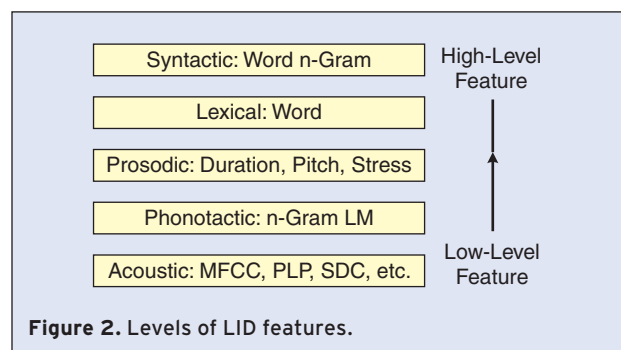 Syntactic: Word n-Gram
High-Level
Feature
Lexical: Word
Prosodic: Duration, Pitch, Stress
Phonotactic: n-Gram LM
Low-Level
Feature
Acoustic: MFCC, PLP, SDC, etc.
Figure 2. Levels of LID features.